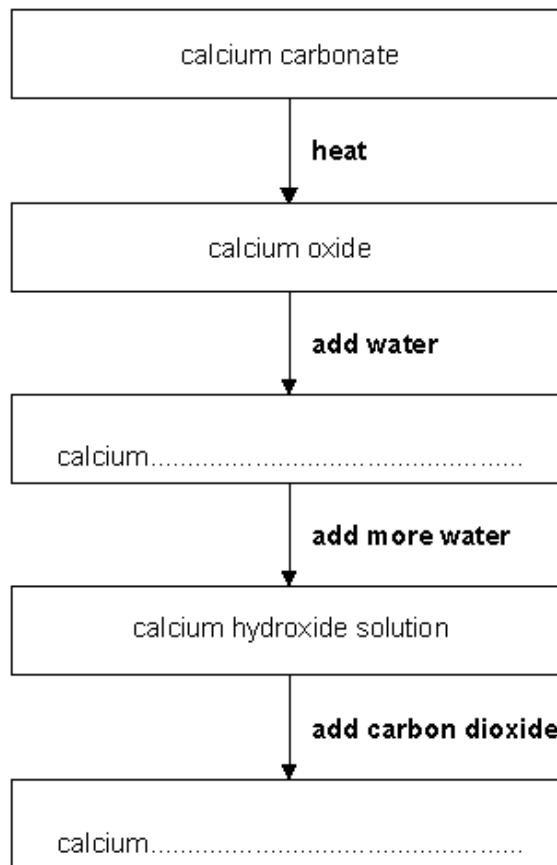 calcium carbonate
heat
calcium oxide
add water
calcium..................................................
add more water
calcium hydroxide solution
add carbon dioxide
calcium..................................................